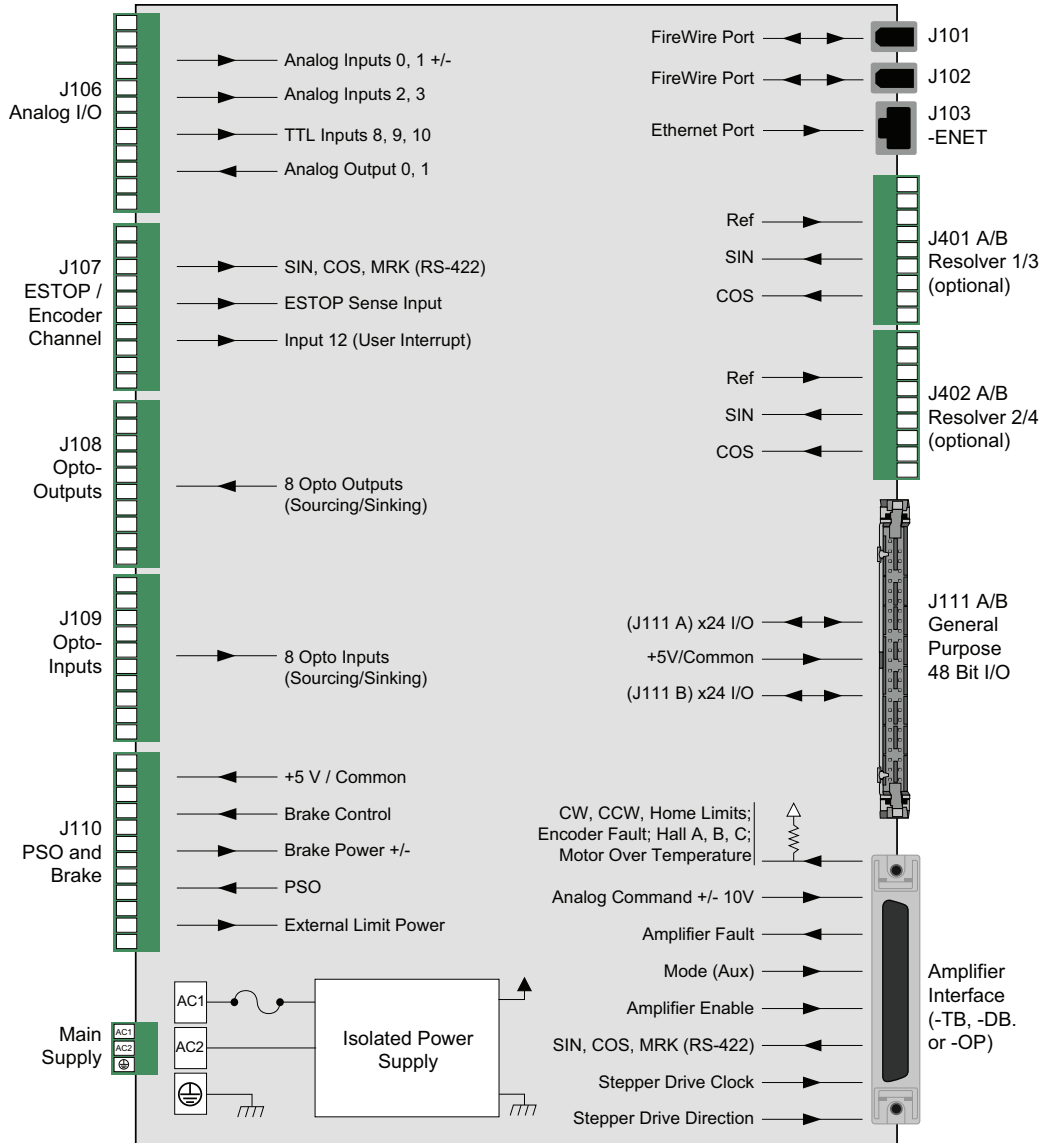 J106
Analog I/O
Analog Inputs 0, 1 +/-
Analog Inputs 2, 3
TTL Inputs 8, 9, 10
Analog Output 0, 1
J107
ESTOP /
Encoder
Channel
SIN, COS, MRK (RS-422)
ESTOP Sense Input
Input 12 (User Interrupt)
J108
Opto-
Outputs
8 Opto Outputs
(Sourcing/Sinking)
J109
Opto-
Inputs
8 Opto Inputs
(Sourcing/Sinking)
J110
PSO and
Brake
+5 V / Common
Brake Control
Brake Power +/-
PSO
External Limit Power
Main
Supply
AC1
AC2
AC1
AC2
Isolated Power
Supply
FireWire Port
J101
FireWire Port
J102
Ethernet Port
J103
-ENET
Ref
SIN
COS
J401 A/B
Resolver 1/3
(optional)
Ref
SIN
COS
J402 A/B
Resolver 2/4
(optional)
(J111 A) x24 I/O
+5V/Common
(J111 B) x24 I/O
J111 A/B
General
Purpose
48 Bit I/O
CW, CCW, Home Limits;
Encoder Fault; Hall A, B, C;
Motor Over Temperature
Analog Command +/- 10V
Amplifier Fault
Mode (Aux)
Amplifier Enable
SIN, COS, MRK (RS-422)
Stepper Drive Clock
Stepper Drive Direction
Amplifier
Interface
(-TB, -DB.
or -OP)